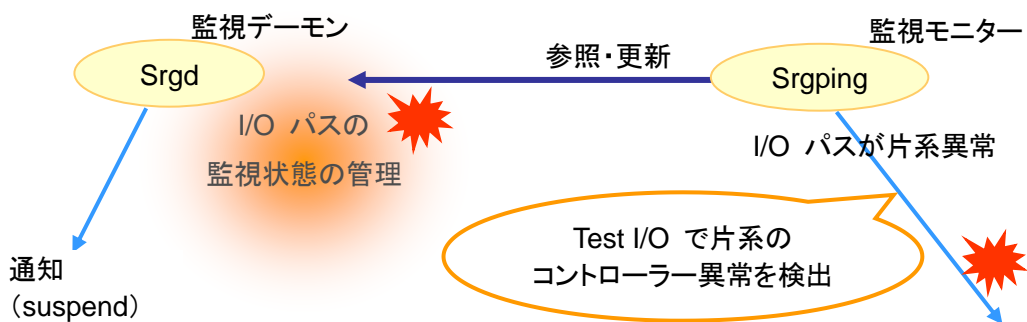 監視デーモン
Srgd
I/O パスの
監視状態の管理
通知
（suspend）
参照・更新
監視モニター
Srgping
I/O パスが片系異常
Test I/O で片系の
コントローラー異常を検出